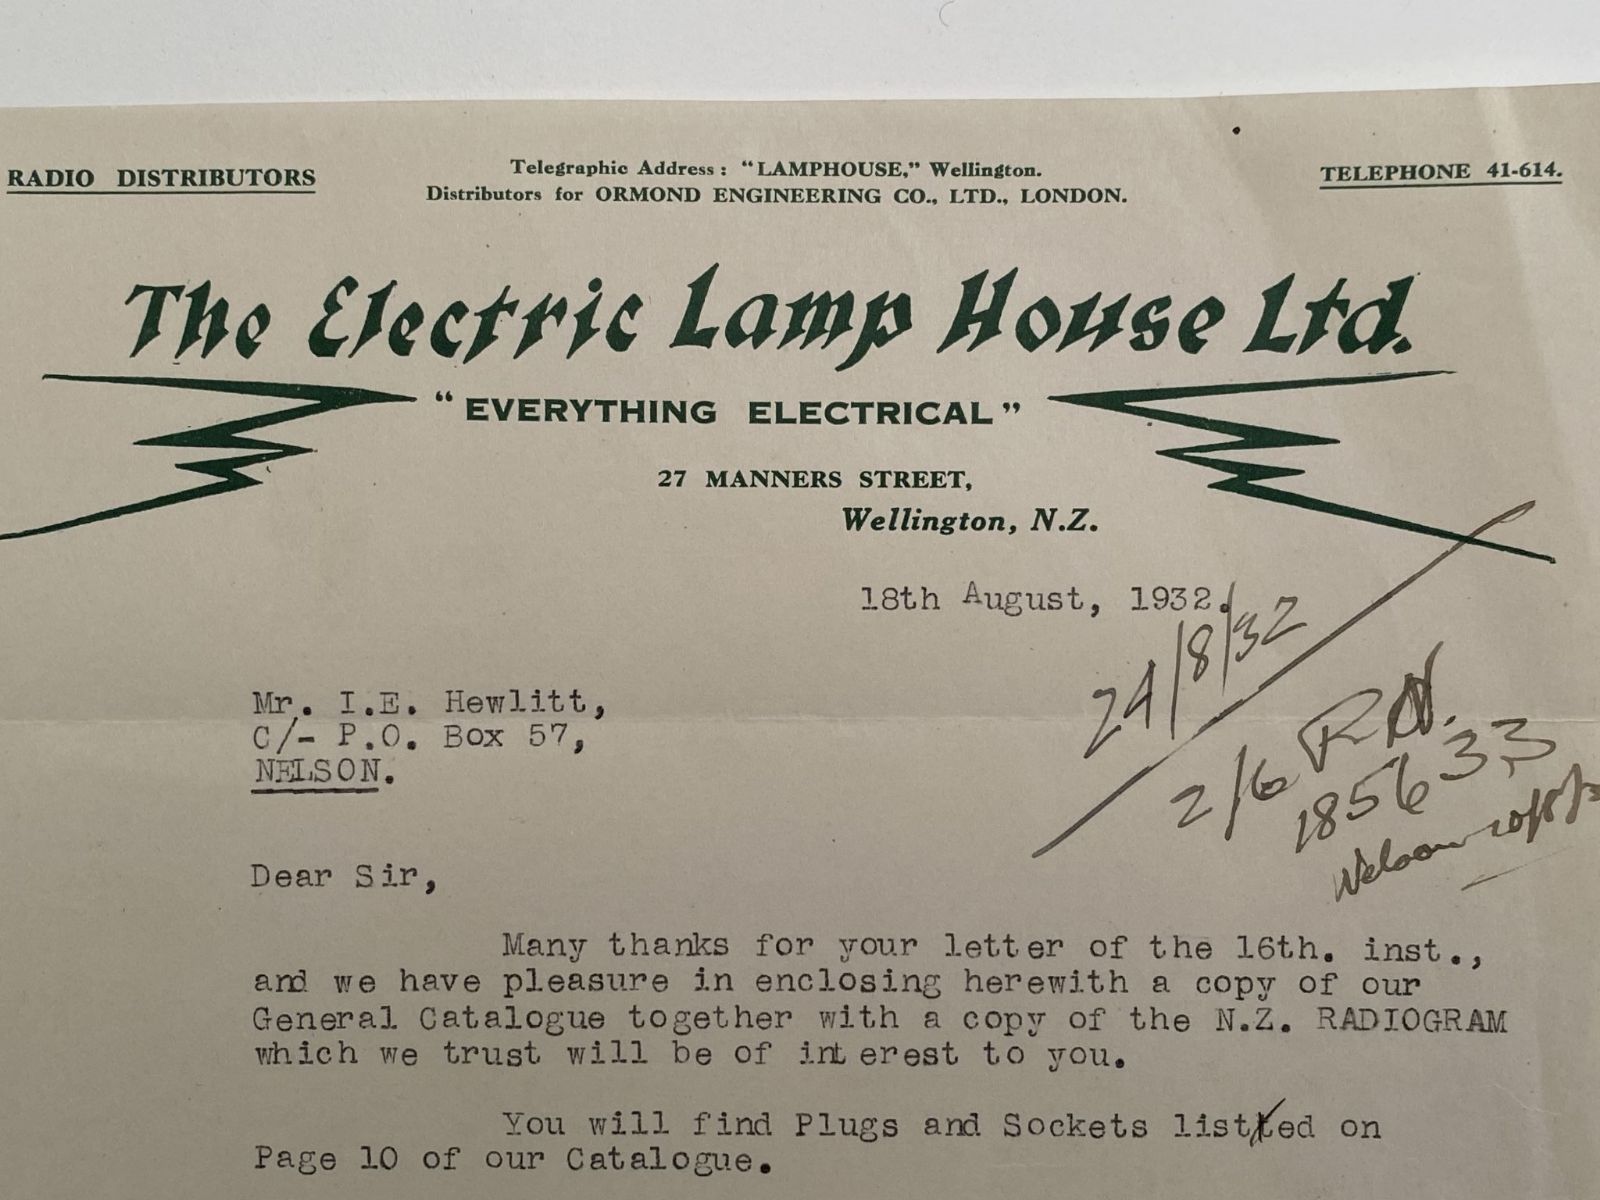 RADIO DISTRIBUTORS
Telegraphic Address: "LAMPHOUSE," Wellington.
Distributors for ORMOND ENGINEERING CO., LTD., LONDON.
TELEPHONE 41-614.
The Electric Lamp House Ltd.
"EVERYTHING ELECTRICAL"
27 MANNERS STREET,
Wellington, N.Z.
18th August, 1932.
24/8/32
2/6
185633
Mr. I.E. Hewlitt,
C/- P.O. Box 57,
NELSON.
Dear Sir,
Many thanks for your letter of the 16th. inst.,
and we have pleasure in enclosing herewith a copy of our
General Catalogue together with a copy of the N.Z. RADIOGRAM
which we trust will be of interest to you.
You will find Plugs and Sockets listted on
Page 10 of our Catalogue.